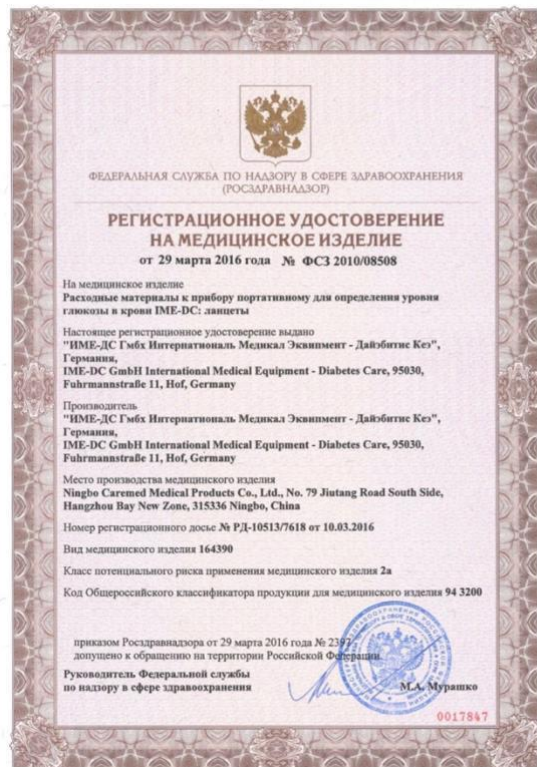 ФЕДЕРАЛЬНАЯ СЛУЖБА ПО НАДЗОРУ В СФЕРЕ ЗДРАВООХРАНЕНИЯ
(РОСЗДРАВНАДЗОР)
РЕГИСТРАЦИОННОЕ УДОСТОВЕРЕНИЕ
НА МЕДИЦИНСКОЕ ИЗДЕЛИЕ
от 29 марта 2016 года № ФСЗ 2010/08508
На медицинское изделие
Расходные материалы к прибору портативному для определения уровня
глюкозы в крови IME-DC: ланцеты
Настоящее регистрационное удостоверение выдано
"ИМЕ-ДС Гмбх Интернациональ Медикал Эквипмент - Дайэбитис Кеэ",
Германия,
IME-DC GmbH International Medical Equipment - Diabetes Care, 95030,
Fuhrmannstraße 11, Hof, Germany
Производитель
"ИМЕ-ДС Гмбх Интернациональ Медикал Эквипмент - Дайэбитис Кеэ",
Германия,
IME-DC GmbH International Medical Equipment - Diabetes Care, 95030,
Fuhrmannstraße 11, Hof, Germany
Место производства медицинского изделия
Ningbo Caremed Medical Products Co., Ltd., No. 79 Jiutang Road South Side,
Hangzhou Bay New Zone, 315336 Ningbo, China
Номер регистрационного досье № РД-10513/7618 от 10.03.2016
Вид медицинского изделия 164390
Класс потенциального риска применения медицинского изделия 2а
Код Общероссийского классификатора продукции для медицинского изделия 94 3200
приказом Росздравнадзора от 29 марта 2016 года №
допущено к обращению на территории Российской Федерации.
Руководитель Федеральной службы
по надзору в сфере здравоохранения
М.А. Мурашко
0017847